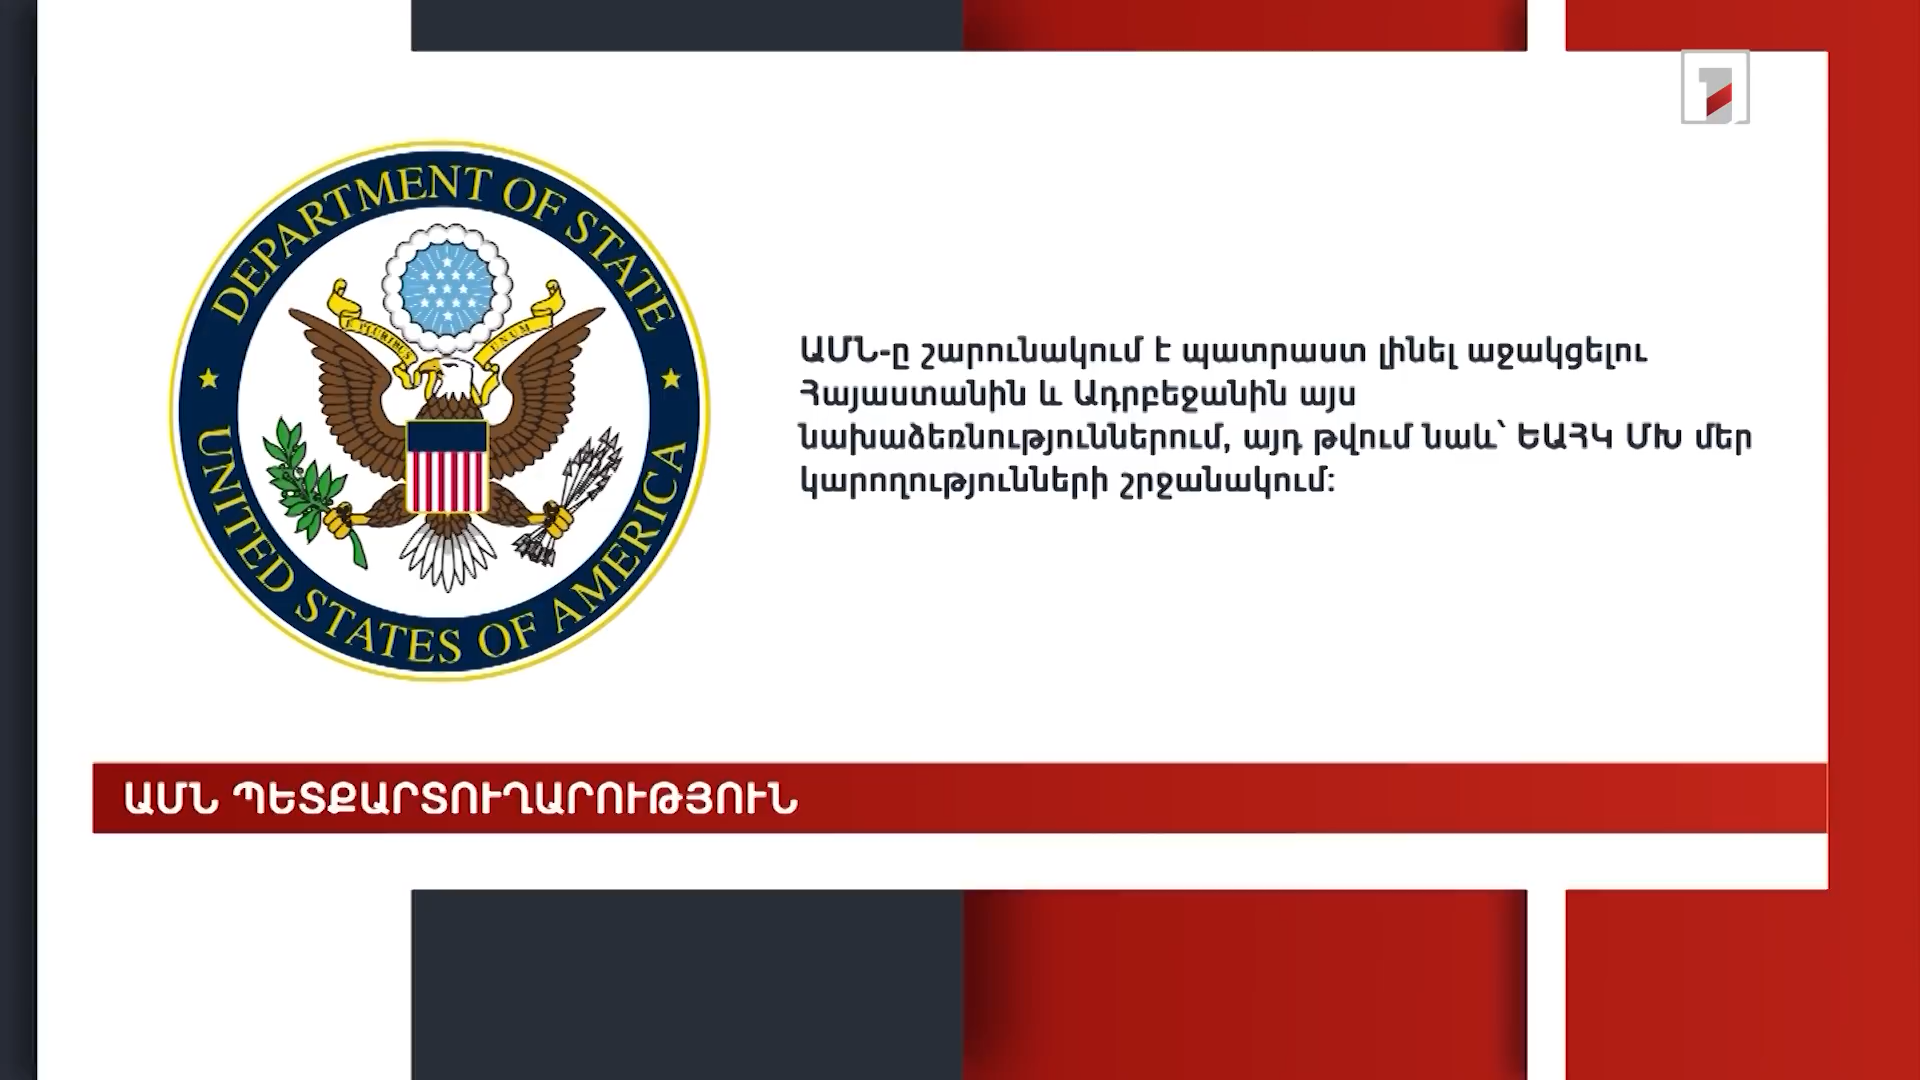 DEPARTMENT OF STATE
E PLURIBUS UNUM
UNITED STATES OF AMERICA
ԱՄՆ-ը շարունակում է պատրաստ լինել աջակցելու
Հայաստանին և Ադրբեջանին այս
նախաձեռնություններում, այդ թվում նաև՝ ԵԱՀԿ ՄԽ մեր
կարողությունների շրջանակում:
ԱՄՆ ՊԵՏՔԱՐՏՈՒՂԱՐՈՒԹՅՈՒՆ